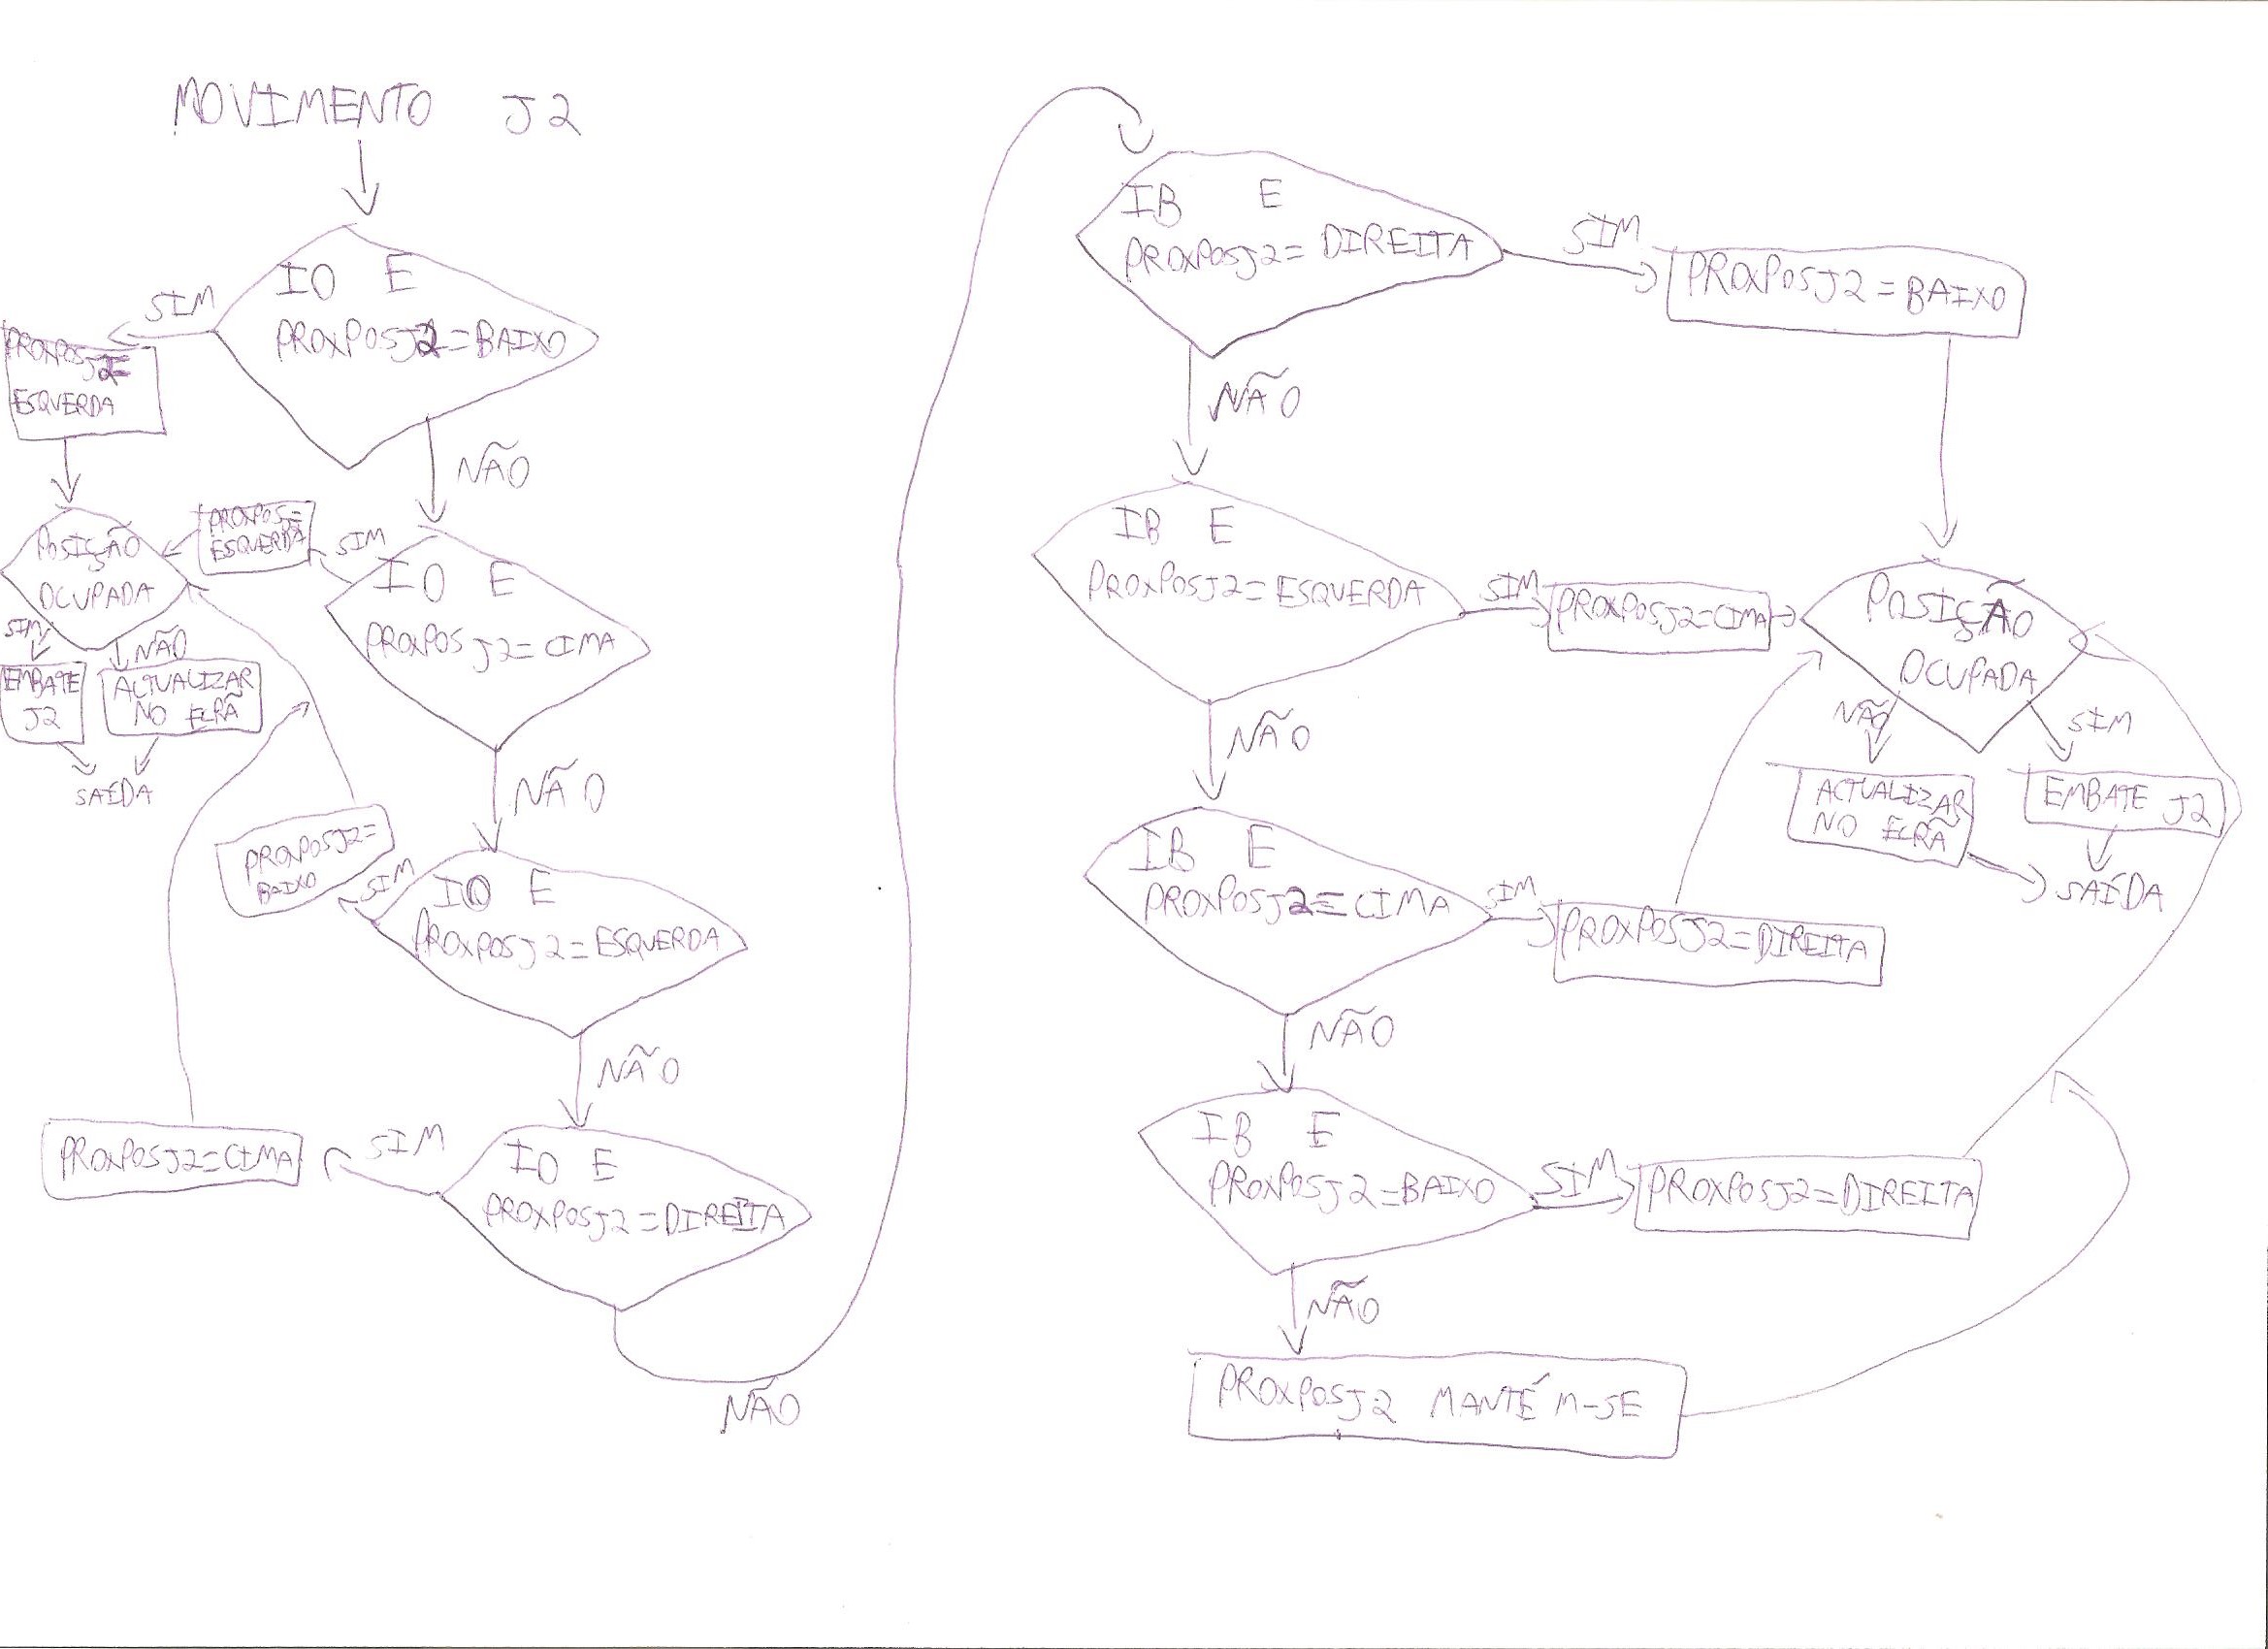 MOVIMENTO J2
IO E
PROXPOSJ2=BAIXO
SIM
PROXPOSJ2=
ESQUERDA
NÃO
POSIÇÃO
OCUPADA
PROXPOS=
J2
ESQUERDA
SIM
IO E
PROXPOSJ2=CIMA
SIM
EMBATE
J2
NÃO
ACTUALIZAR
NO ECRÃ
SAÍDA
NÃO
PROXPOSJ2=
BAIXO
SIM
IO E
PROXPOSJ2=ESQUERDA
NÃO
PROXPOSJ2=CIMA
SIM
IO E
PROXPOSJ2=DIREITA
NÃO
IB E
PROXPOSJ2=DIREITA
SIM
PROXPOSJ2=BAIXO
NÃO
IB E
PROXPOSJ2=ESQUERDA
SIM
PROXPOSJ2=CIMA
POSIÇÃO
OCUPADA
NÃO
ACTUALIZAR
NO ECRÃ
SIM
EMBATE J2
SAÍDA
NÃO
IB E
PROXPOSJ2=CIMA
SIM
PROXPOSJ2=DIREITA
NÃO
IB E
PROXPOSJ2=BAIXO
SIM
PROXPOSJ2=DIREITA
NÃO
PROXPOSJ2 MANTÉM-SE